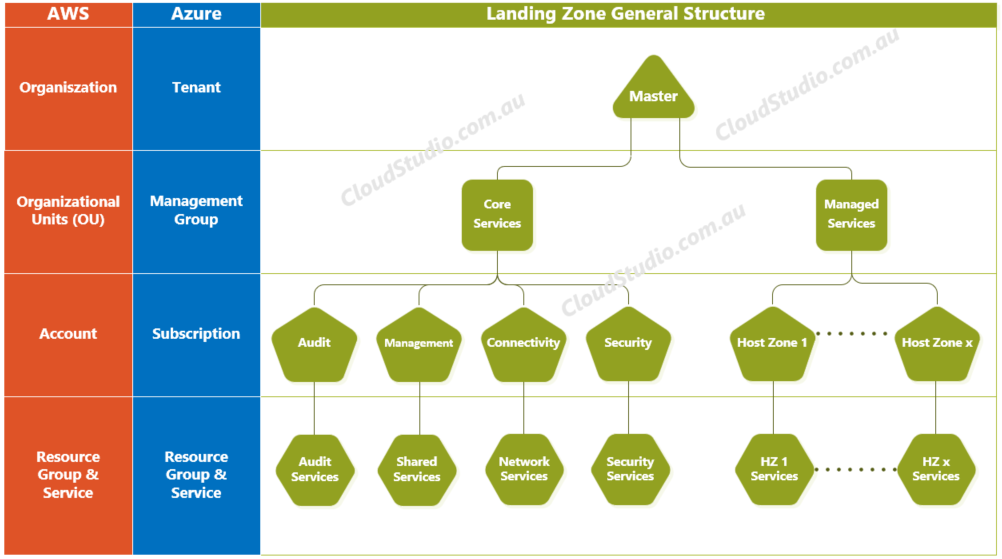 AWS
Azure
Landing Zone General Structure
Organiszation
Tenant
Master
CloudStudio.com.au
CloudStudio.com.au
Organizational
Units (OU)
Management
Group
Core
Services
Managed
Services
CloudStudio.com.au
Account
Subscription
Audit
Management
Connectivity
Security
Host Zone 1
Host Zone x
Resource
Group &
Service
Resource
Group &
Service
Audit
Services
Shared
Services
Network
Services
Security
Services
HZ 1
Services
HZ x
Services